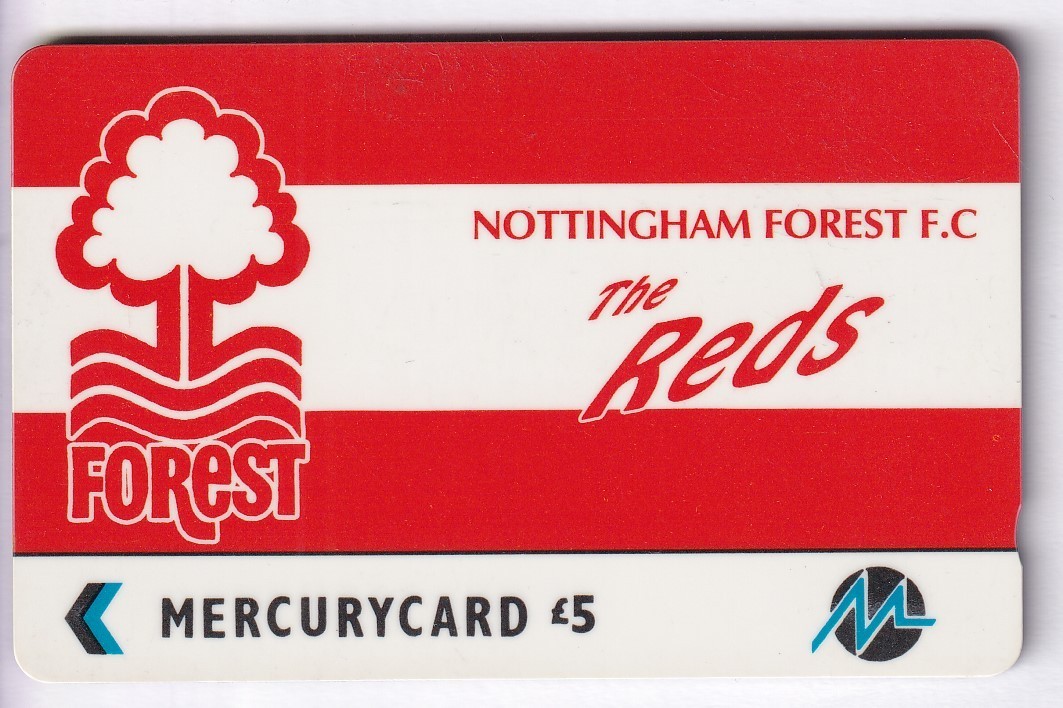 NOTTINGHAM FOREST F.C
The
Reds
FOREST
MERCURYCARD £5